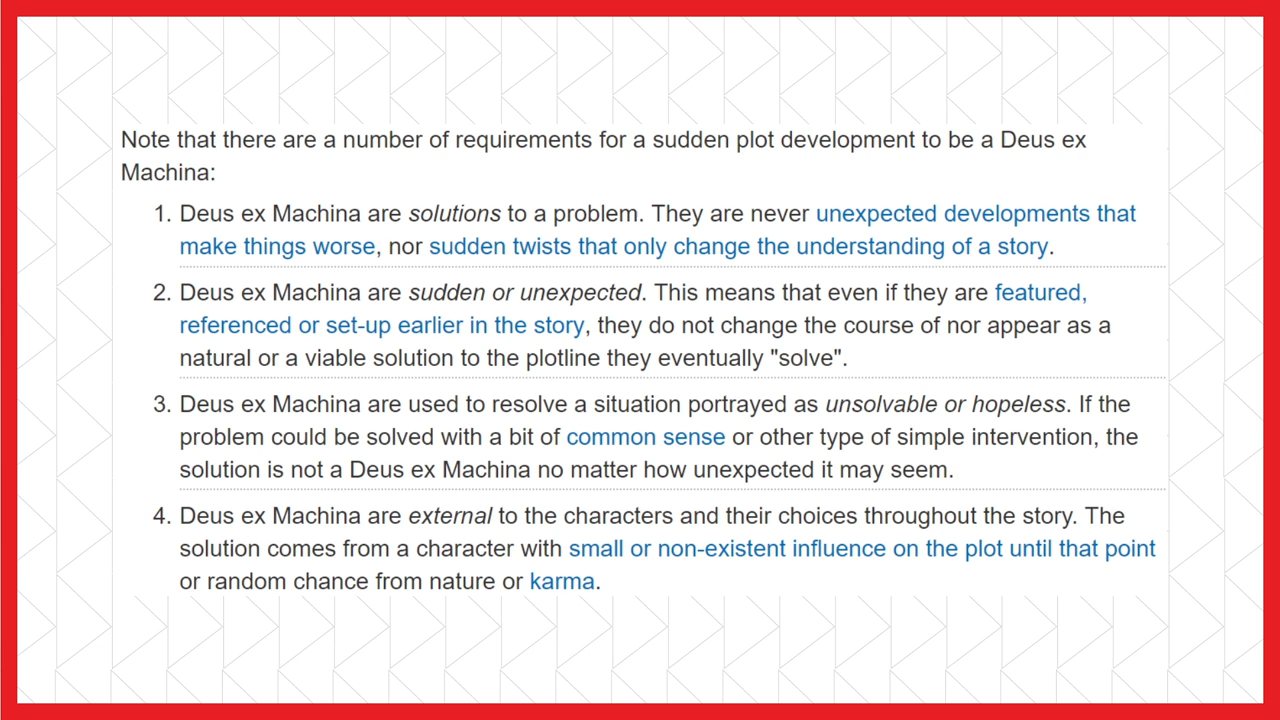 Note that there are a number of requirements for a sudden plot development to be a Deus ex
Machina:
1. Deus ex Machina are solutions to a problem. They are never unexpected developments that
make things worse, nor sudden twists that only change the understanding of a story.
2. Deus ex Machina are sudden or unexpected. This means that even if they are featured,
referenced or set-up earlier in the story, they do not change the course of nor appear as a
natural or a viable solution to the plotline they eventually "solve".
3. Deus ex Machina are used to resolve a situation portrayed as unsolvable or hopeless. If the
problem could be solved with a bit of common sense or other type of simple intervention, the
solution is not a Deus ex Machina no matter how unexpected it may seem.
4. Deus ex Machina are external to the characters and their choices throughout the story. The
solution comes from a character with small or non-existent influence on the plot until that point
or random chance from nature or karma.